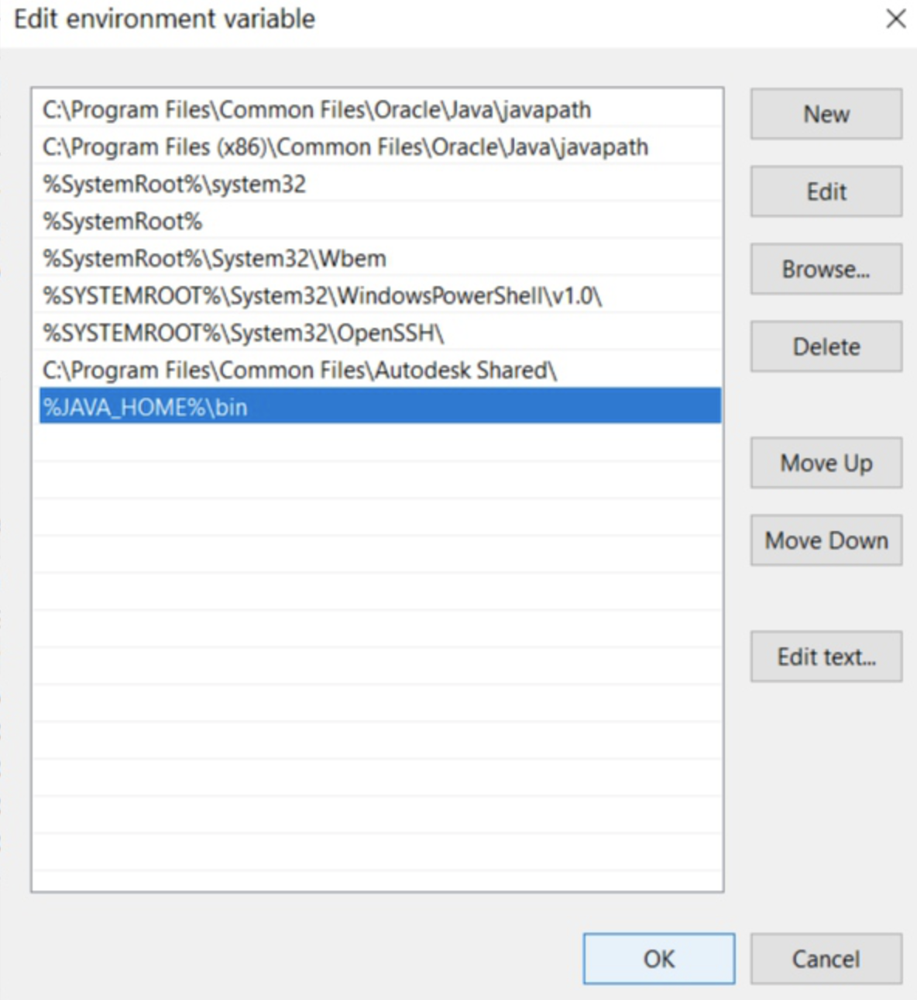 Edit environment variable
C:\Program Files\Common Files\Oracle\Java\javapath
C:\Program Files (x86)\Common Files\Oracle\Java\javapath
%SystemRoot%\system32
%SystemRoot%
%SystemRoot%\System32\Wbem
%SYSTEMROOT%\System32\WindowsPowerShell\v1.0\
%SYSTEMROOT%\System32\OpenSSH\
C:\Program Files\Common Files\Autodesk Shared\
%JAVA_HOME%\bin
New
Edit
Browse...
Delete
Move Up
Move Down
Edit text...
OK
Cancel